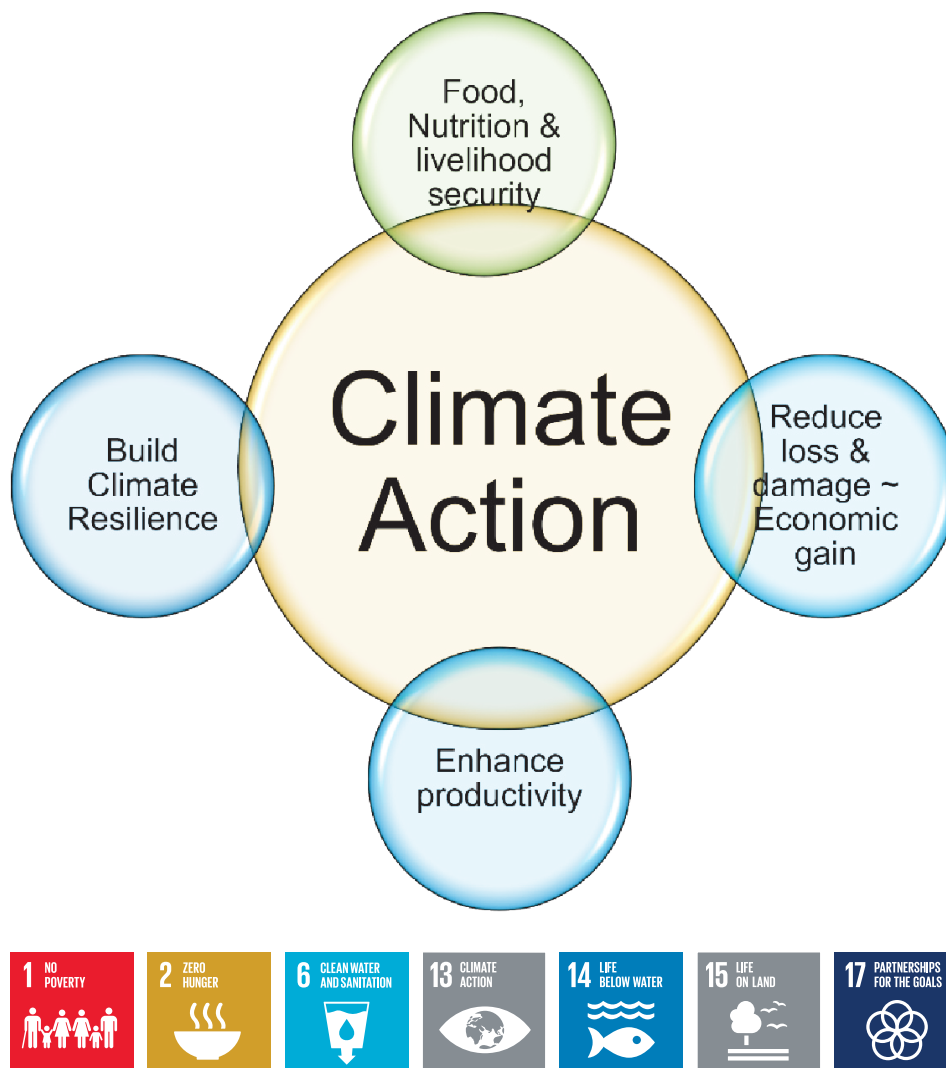 Food,
Nutrition &
livelihood
security
Climate
Action
Build
Climate
Resilience
Reduce
loss &
damage ~
Economic
gain
Enhance
productivity
1 NO
POVERTY
2 ZERO
HUNGER
6 CLEAN WATER
AND SANITATION
13 CLIMATE
ACTION
14 LIFE
BELOW WATER
15 LIFE
ON LAND
17 PARTNERSHIPS
FOR THE GOALS